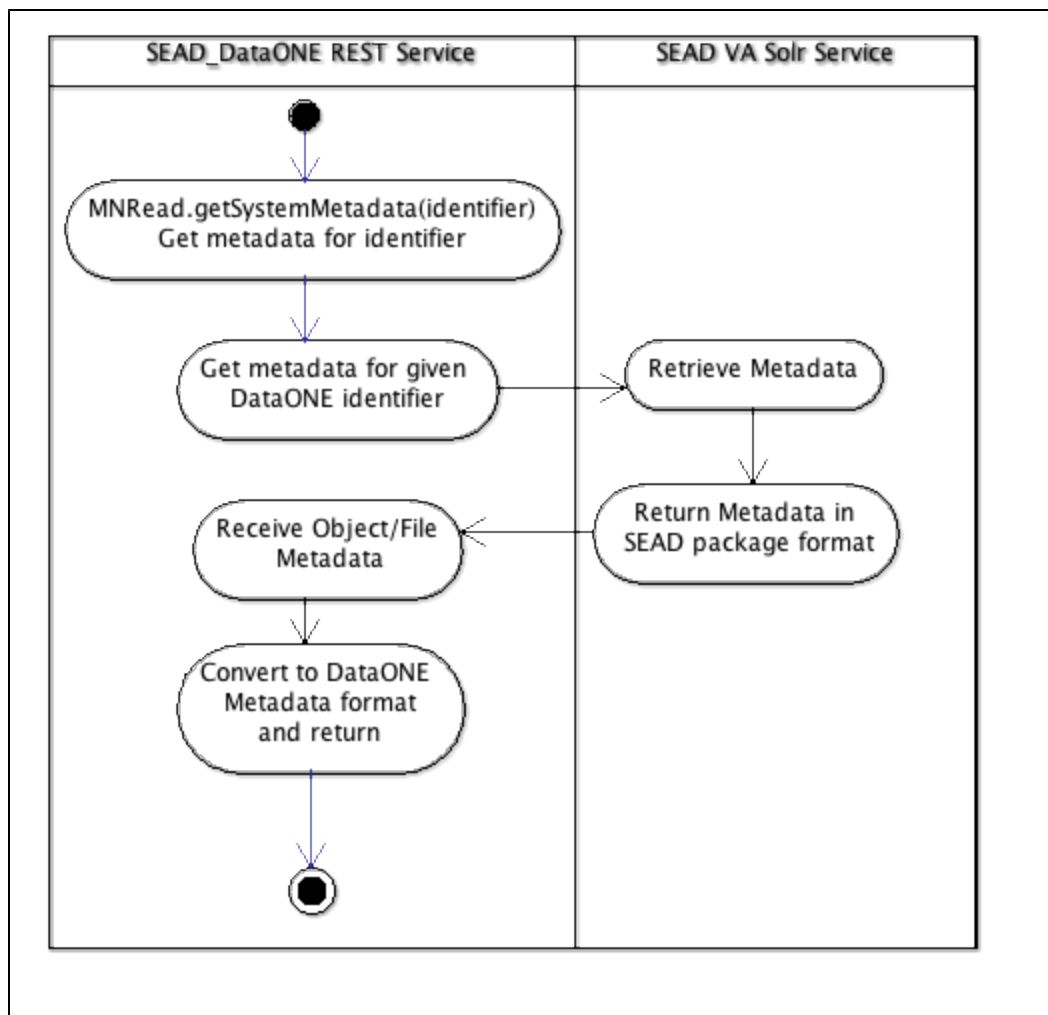 SEAD_DataONE REST Service
SEAD VA Solr Service
MNRead.getSystemMetadata(identifier)
Get metadata for identifier
Get metadata for given
DataONE identifier
Retrieve Metadata
Return Metadata in
SEAD package format
Receive Object/File
Metadata
Convert to DataONE
Metadata format
and return